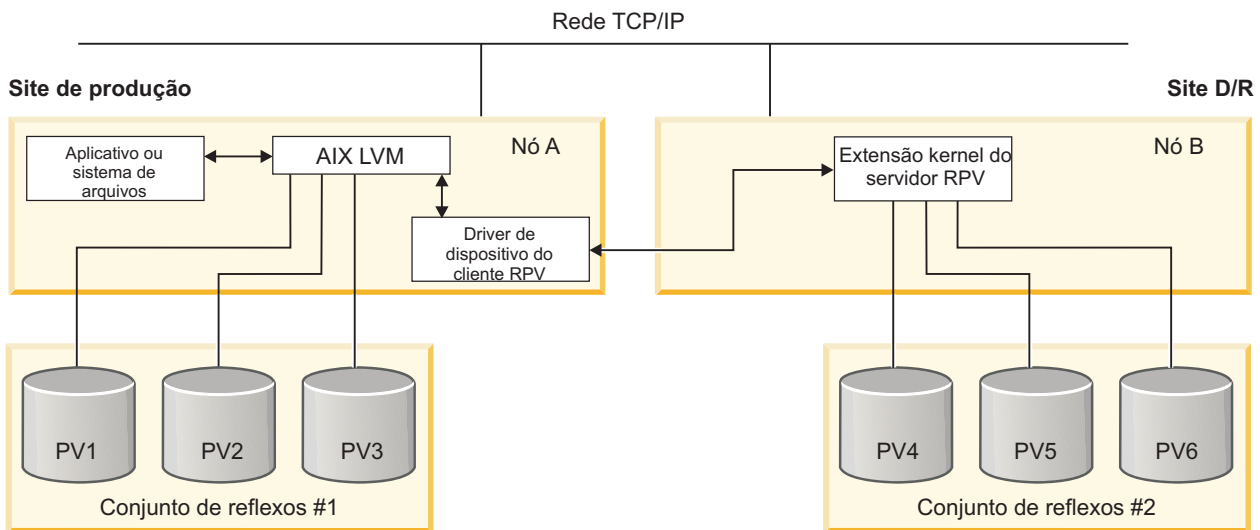 Rede TCP/IP
Site de produção
Site D/R
Nó A
Aplicativo ou
sistema de
arquivos
AIX LVM
Driver de
dispositivo do
cliente RPV
Nó B
Extensão kernel do
servidor RPV
PV1
PV2
PV3
Conjunto de reflexos #1
PV4
PV5
PV6
Conjunto de reflexos #2